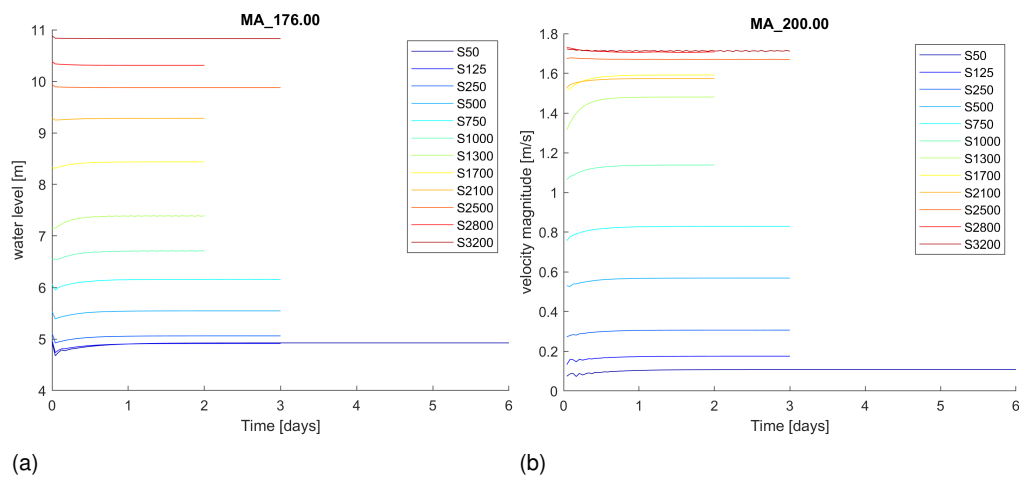 MA_176.00
water level [m]
11
10
9
8
7
6
5
4
0
1
2
3
4
5
6
Time [days]
S50
S125
S250
S500
S750
S1000
S1300
S1700
S2100
S2500
S2800
S3200
(a)
MA_200.00
velocity magnitude [m/s]
1.8
1.6
1.4
1.2
1
0.8
0.6
0.4
0.2
0
0
1
2
3
4
5
6
Time [days]
S50
S125
S250
S500
S750
S1000
S1300
S1700
S2100
S2500
S2800
S3200
(b)